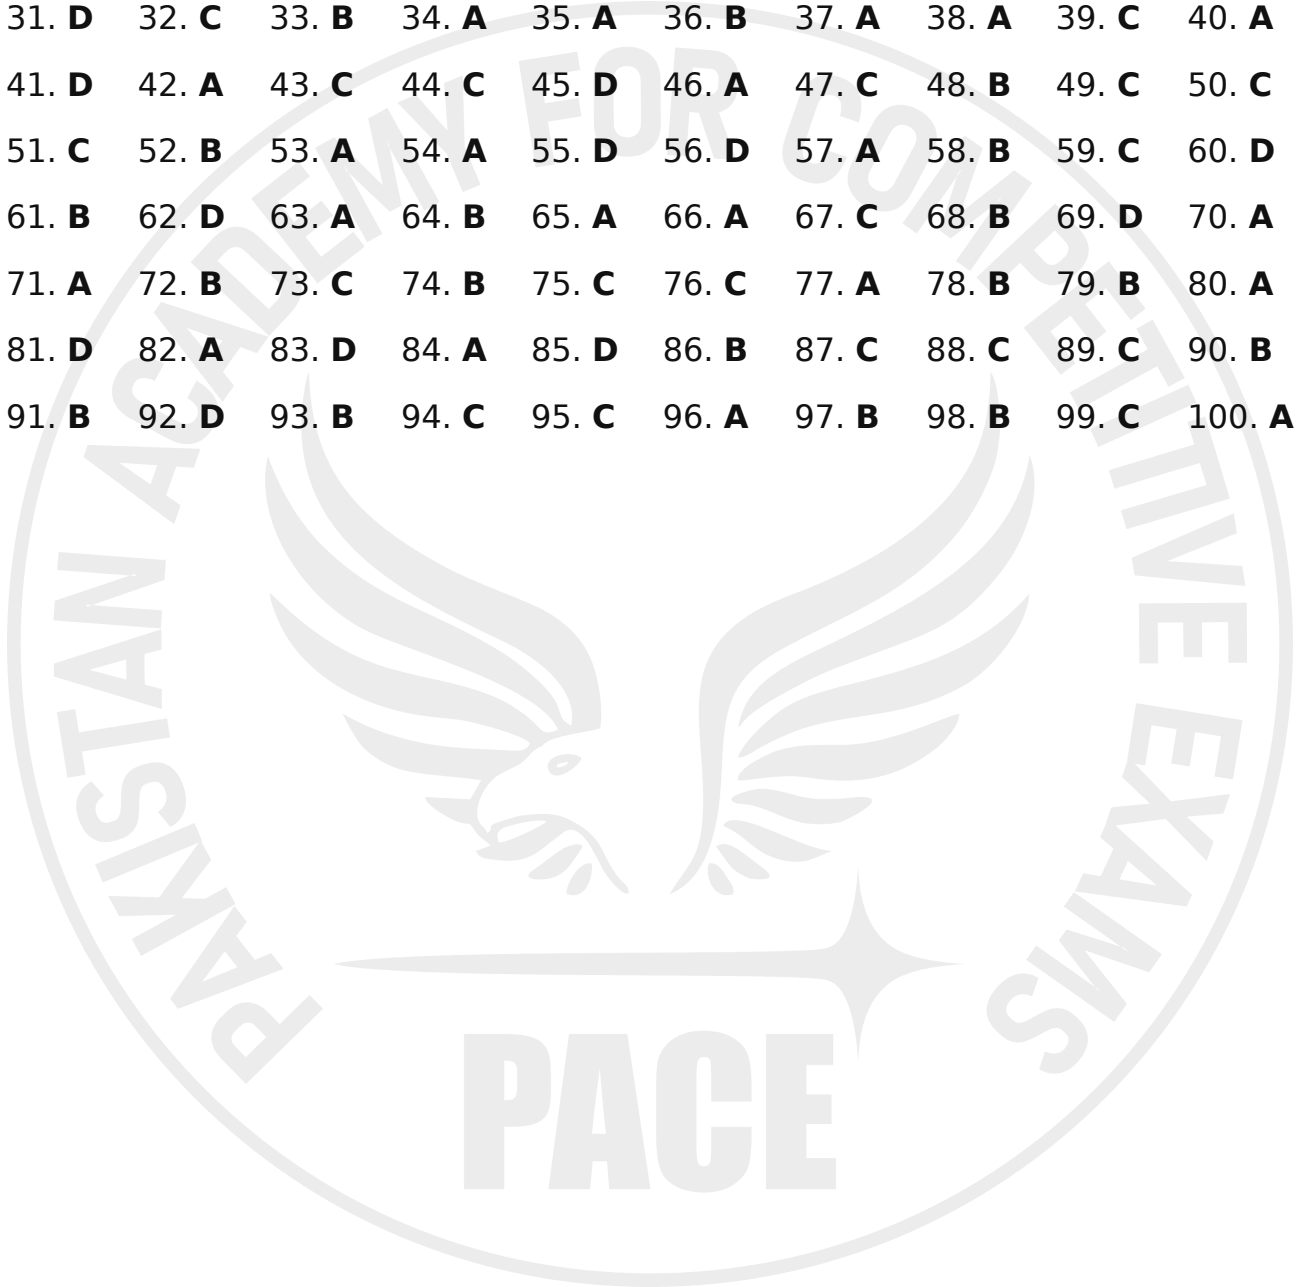 31. D 32. C 33. B 34. A 35. A 36. B 37. A 38. A 39. C 40. A
41. D 42. A 43. C 44. C 45. D 46. A 47. C 48. B 49. C 50. C
51. C 52. B 53. A 54. A 55. D 56. D 57. A 58. B 59. C 60. D
61. B 62. D 63. A 64. B 65. A 66. A 67. C 68. B 69. D 70. A
71. A 72. B 73. C 74. B 75. C 76. C 77. A 78. B 79. B 80. A
81. D 82. A 83. D 84. A 85. D 86. B 87. C 88. C 89. C 90. B
91. B 92. D 93. B 94. C 95. C 96. A 97. B 98. B 99. C 100. A
PAKISTAN ACADEMY FOR COMPETITIVE EXAMS
PACE